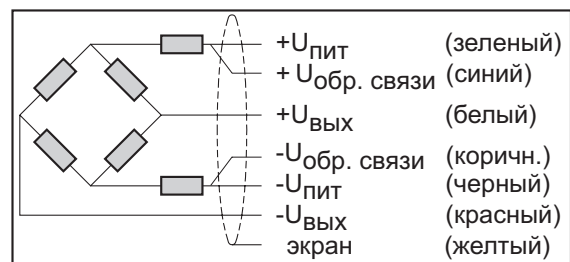 +Uпит (зеленый)
+ Uобр. связи (синий)
+Uвых (белый)
-Uобр. связи (коричн.)
-Uпит (черный)
-Uвых (красный)
экран (желтый)